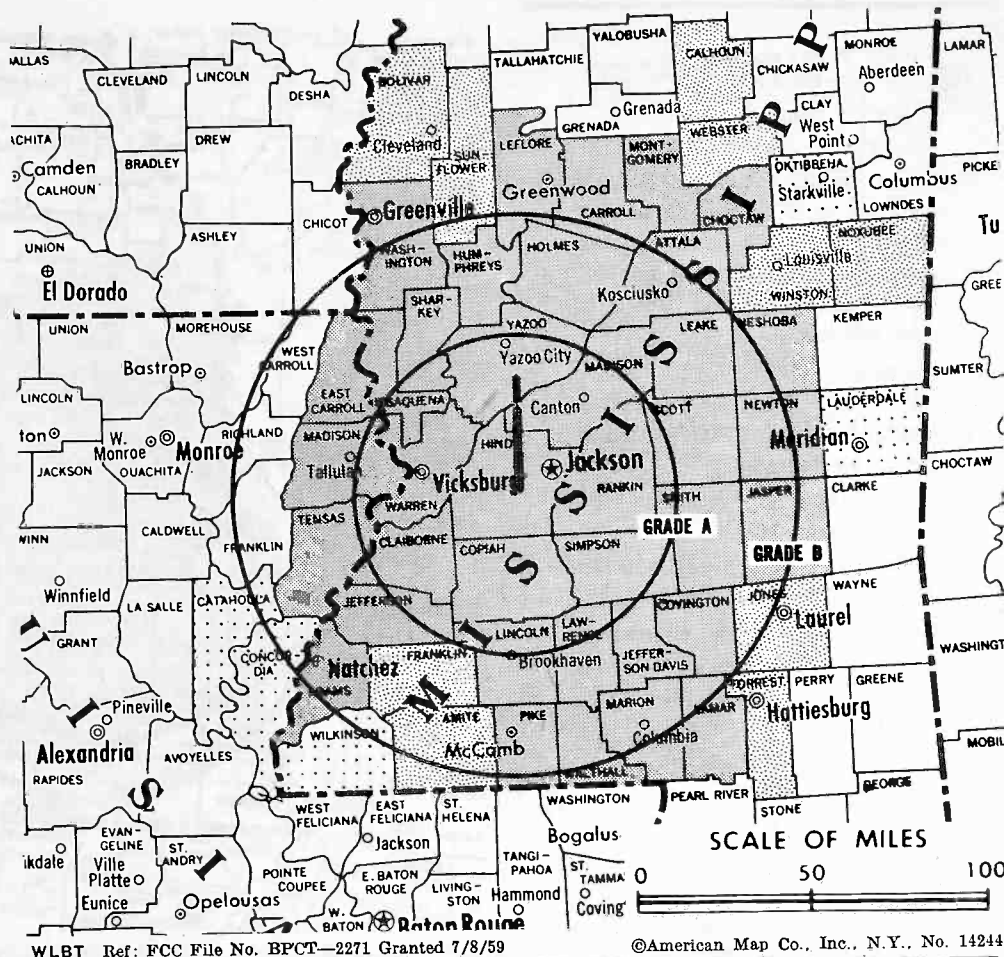 YALOBUSHA
MONROE
LAMAR
TALLAHATCHIE
CALHOUN
CHICKASAW
CLEVELAND
LINCOLN
DESHA
BOLIVAR
Aberdeen
Grenada
CLAY
GRENADA
West
Point
DREW
Cleveland
LEFLORE
MONT-
GOMERY
WEBSTER
Camden
BRADLEY
SUN
FLOWER
OKTIBBEHA
Starkville
Columbus
PICKE
CALHOUN
Greenwood
LOWNDES
CHICOT
Greenville
CARROLL
CHOCTAW
UNION
ASHLEY
WASH-
INGTON
HUM-
PHREYS
HOLMES
ATTALA
Louisville
NOXUBEE
Tu
El Dorado
Kosciusko
WINSTON
GREE
SHAR-
KEY
UNION
MOREHOUSE
YAZOO
LEAKE
NESHOBA
KEMPER
WEST
CARROLL
Yazoo City
MADISON
Bastrop
SUMTER
LINCOLN
EAST
CARROLL
ISSAQUENA
Canton
SCOTT
NEWTON
LAUDERDALE
ton
W.
Monroe
Monroe
RICHLAND
MADISON
HIND
Meridian
JACKSON
OUACHITA
Tallulah
Vicksburg
Jackson
CHOCTAW
WARREN
RANKIN
SMITH
JASPER
CLARKE
CALDWELL
TENSAS
GRADE A
WINN
FRANKLIN
CLAIBORNE
COPIAH
SIMPSON
GRADE B
Winnfield
LA SALLE
CATAHOULA
JEFFERSON
COVINGTON
JONES
WAYNE
GRANT
LINCOLN
LAW-
RENCE
Laurel
WASHINGT
CONCOR-
DIA
Natchez
FRANKLIN
Brookhaven
JEFFER-
SON DAVIS
Pineville
ADAMS
FORREST
PERRY
GREENE
Alexandria
WILKINSON
AMITE
PIKE
MARION
LAMAR
Hattiesburg
RAPIDES
AVOYELLES
McComb
Columbia
MOBIL
WALTHALL
GEORGE
WEST
FELICIANA
EAST
FELICIANA
ST.
HELENA
WASHINGTON
PEARL RIVER
STONE
MISSISSIPP
EVAN-
GELINE
ST.
ANDRY
Jackson
Bogalus
SCALE OF MILES
ikdale
Ville
Platte
POINTE
COUPEE
E. BATON
ROUGE
TANGI-
PAHOA
ST.
TAMMA
0 50 100
Eunice
Opelousas
W.
BATON
LIVING-
STON
Hammond
Coving
Baton Rouge
WLBT Ref: FCC File No. BPCT—2271 Granted 7/8/59
©American Map Co., Inc., N.Y., No. 14244